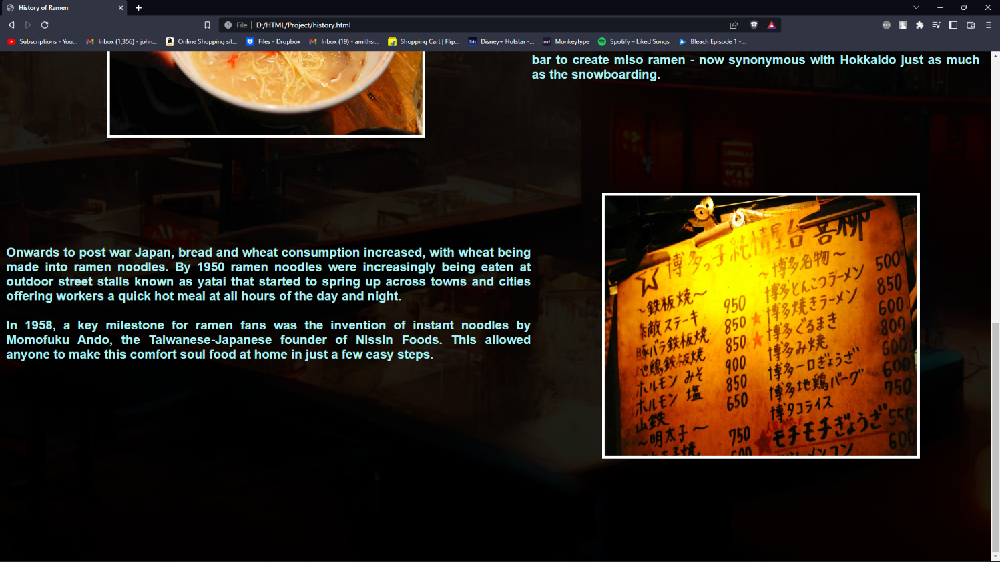 History of Ramen
File
D:/HTML/Project/history.html
Subscriptions - You...
Inbox (1,356) - john...
Online Shopping sit...
Files - Dropbox
Inbox (19) - amithsi...
Shopping Cart | Flip...
Disney+ Hotstar -...
Monkeytype
Spotify – Liked Songs
Bleach Episode 1 -...
bar to create miso ramen - now synonymous with Hokkaido just as much
as the snowboarding.
Onwards to post war Japan, bread and wheat consumption increased, with wheat being
made into ramen noodles. By 1950 ramen noodles were increasingly being eaten at
outdoor street stalls known as yatai that started to spring up across towns and cities
offering workers a quick hot meal at all hours of the day and night.
In 1958, a key milestone for ramen fans was the invention of instant noodles by
Momofuku Ando, the Taiwanese-Japanese founder of Nissin Foods. This allowed
anyone to make this comfort soul food at home in just a few easy steps.
博多っ子純情屋台喜柳
~鉄板焼~
素敵ステーキ 950
豚バラ鉄板焼 850
地鶏鉄板焼 850
ホルモン みそ 900
ホルモン 塩 850
山鉄 650
~明太子~
750
~博多名物~
博多とんこつラーメン 500
博多焼きラーメン 850
博多ぐるまき 600
博多み焼 800
博多一口ぎょうざ 600
博多地鶏バーグ 600
博タコライス 750
モチモチぎょうざ 550
600